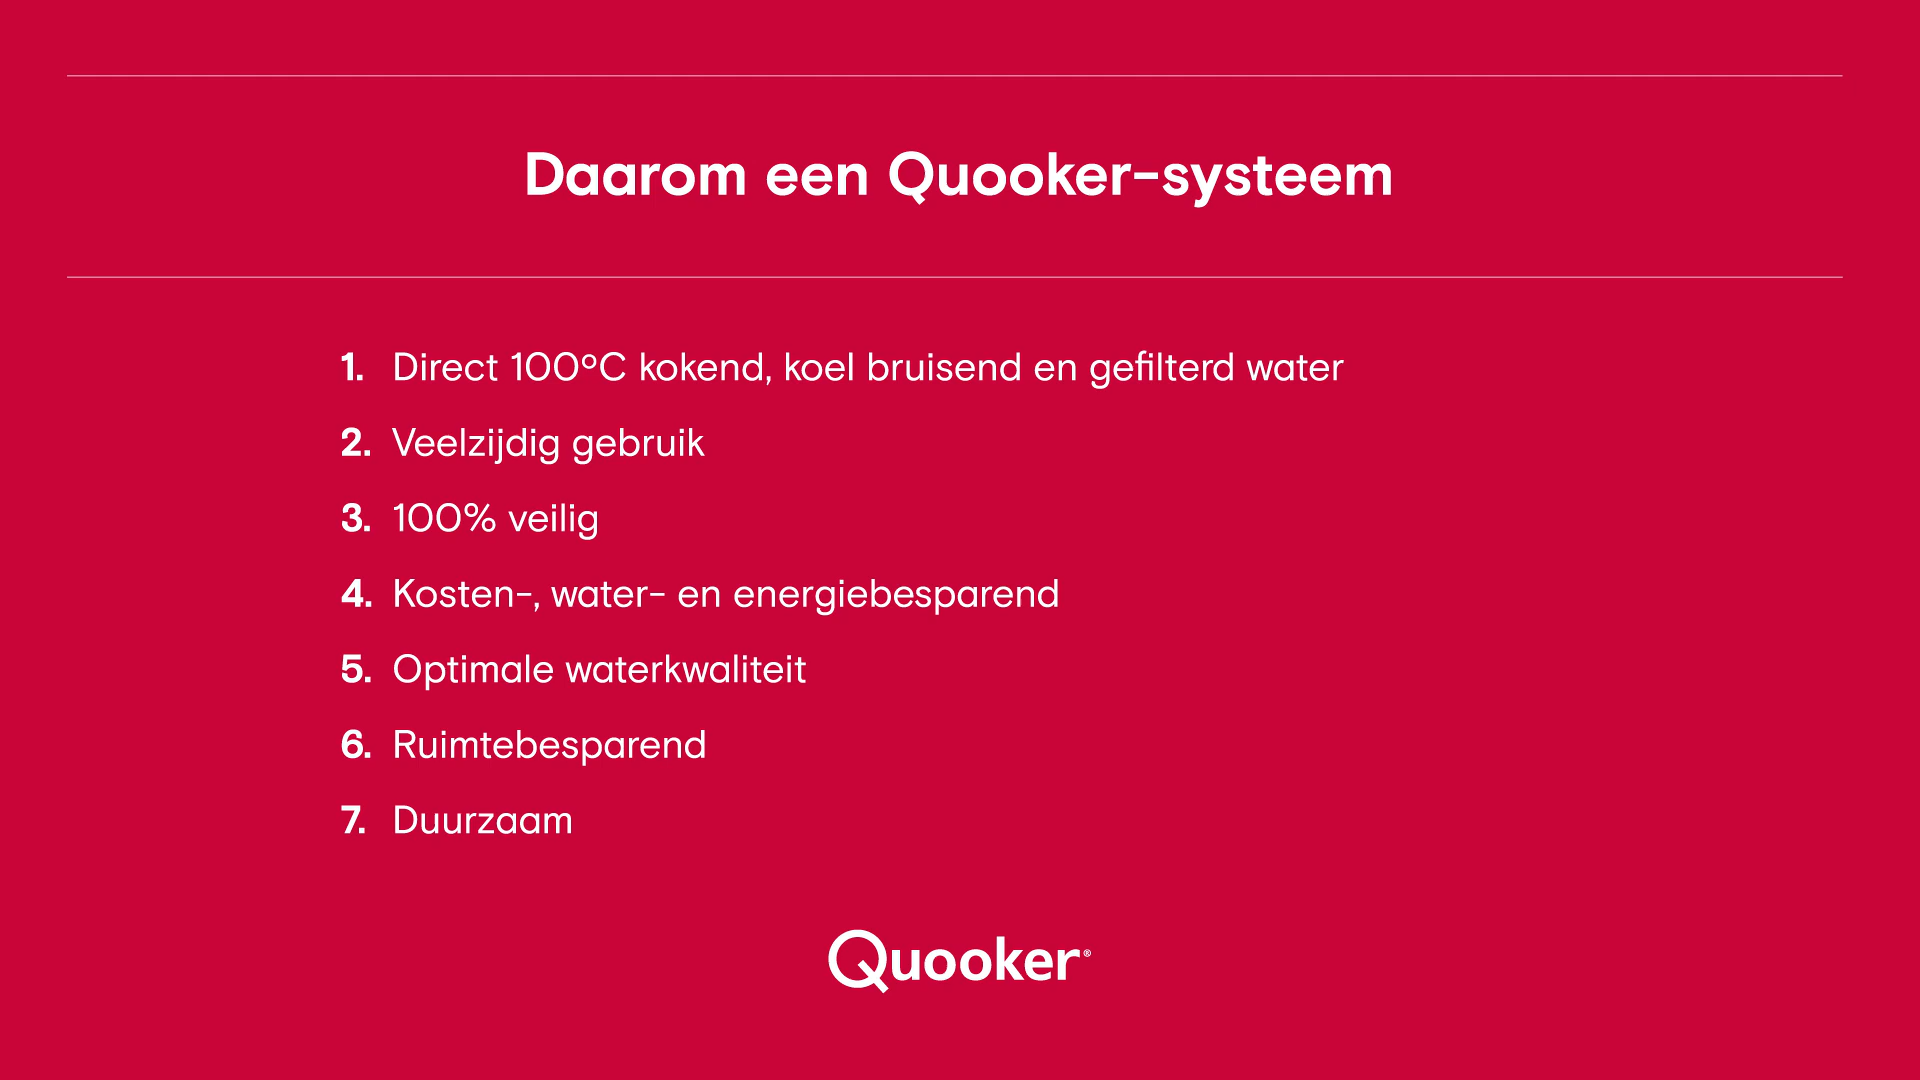 Daarom een Quooker-systeem
1. Direct 100°C kokend, koel bruisend en gefilterd water
2. Veelzijdig gebruik
3. 100% veilig
4. Kosten-, water- en energiebesparend
5. Optimale waterkwaliteit
6. Ruimtebesparend
7. Duurzaam
Quooker®